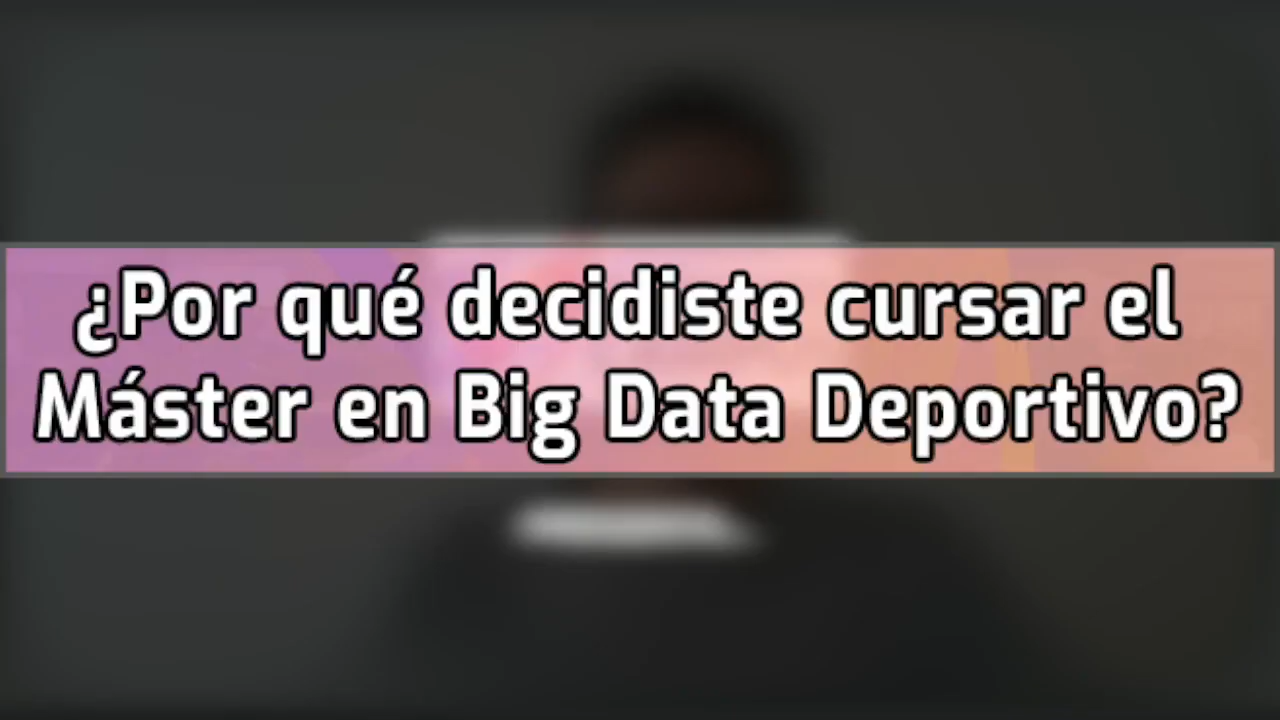 ¿Por qué decidiste cursar el
Máster en Big Data Deportivo?